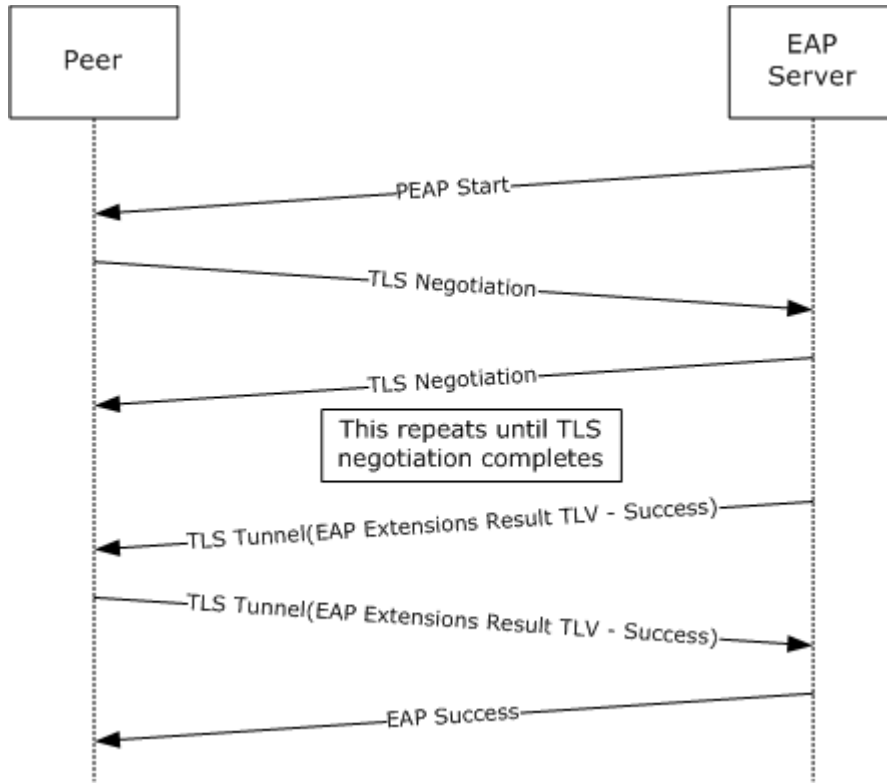 Peer
EAP
Server
PEAP Start
TLS Negotiation
TLS Negotiation
This repeats until TLS
negotiation completes
TLS Tunnel(EAP Extensions Result TLV - Success)
TLS Tunnel(EAP Extensions Result TLV - Success)
EAP Success